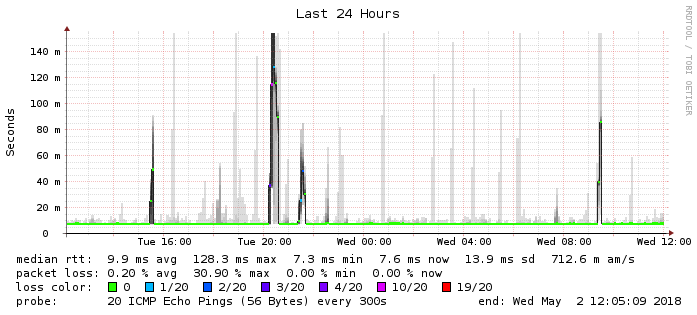 Last 24 Hours
RRDTOOL / TOBI OETIKER
Seconds
140 m
120 m
100 m
80 m
60 m
40 m
20 m
0
Tue 16:00 Tue 20:00 Wed 00:00 Wed 04:00 Wed 08:00 Wed 12:00
median rtt: 9.9 ms avg 128.3 ms max 7.3 ms min 7.6 ms now 13.9 ms sd 712.6 m am/s
packet loss: 0.20 % avg 30.90 % max 0.00 % min 0.00 % now
loss color: 0 1/20 2/20 3/20 4/20 10/20 19/20
probe: 20 ICMP Echo Pings (56 Bytes) every 300s end: Wed May 2 12:05:09 2018